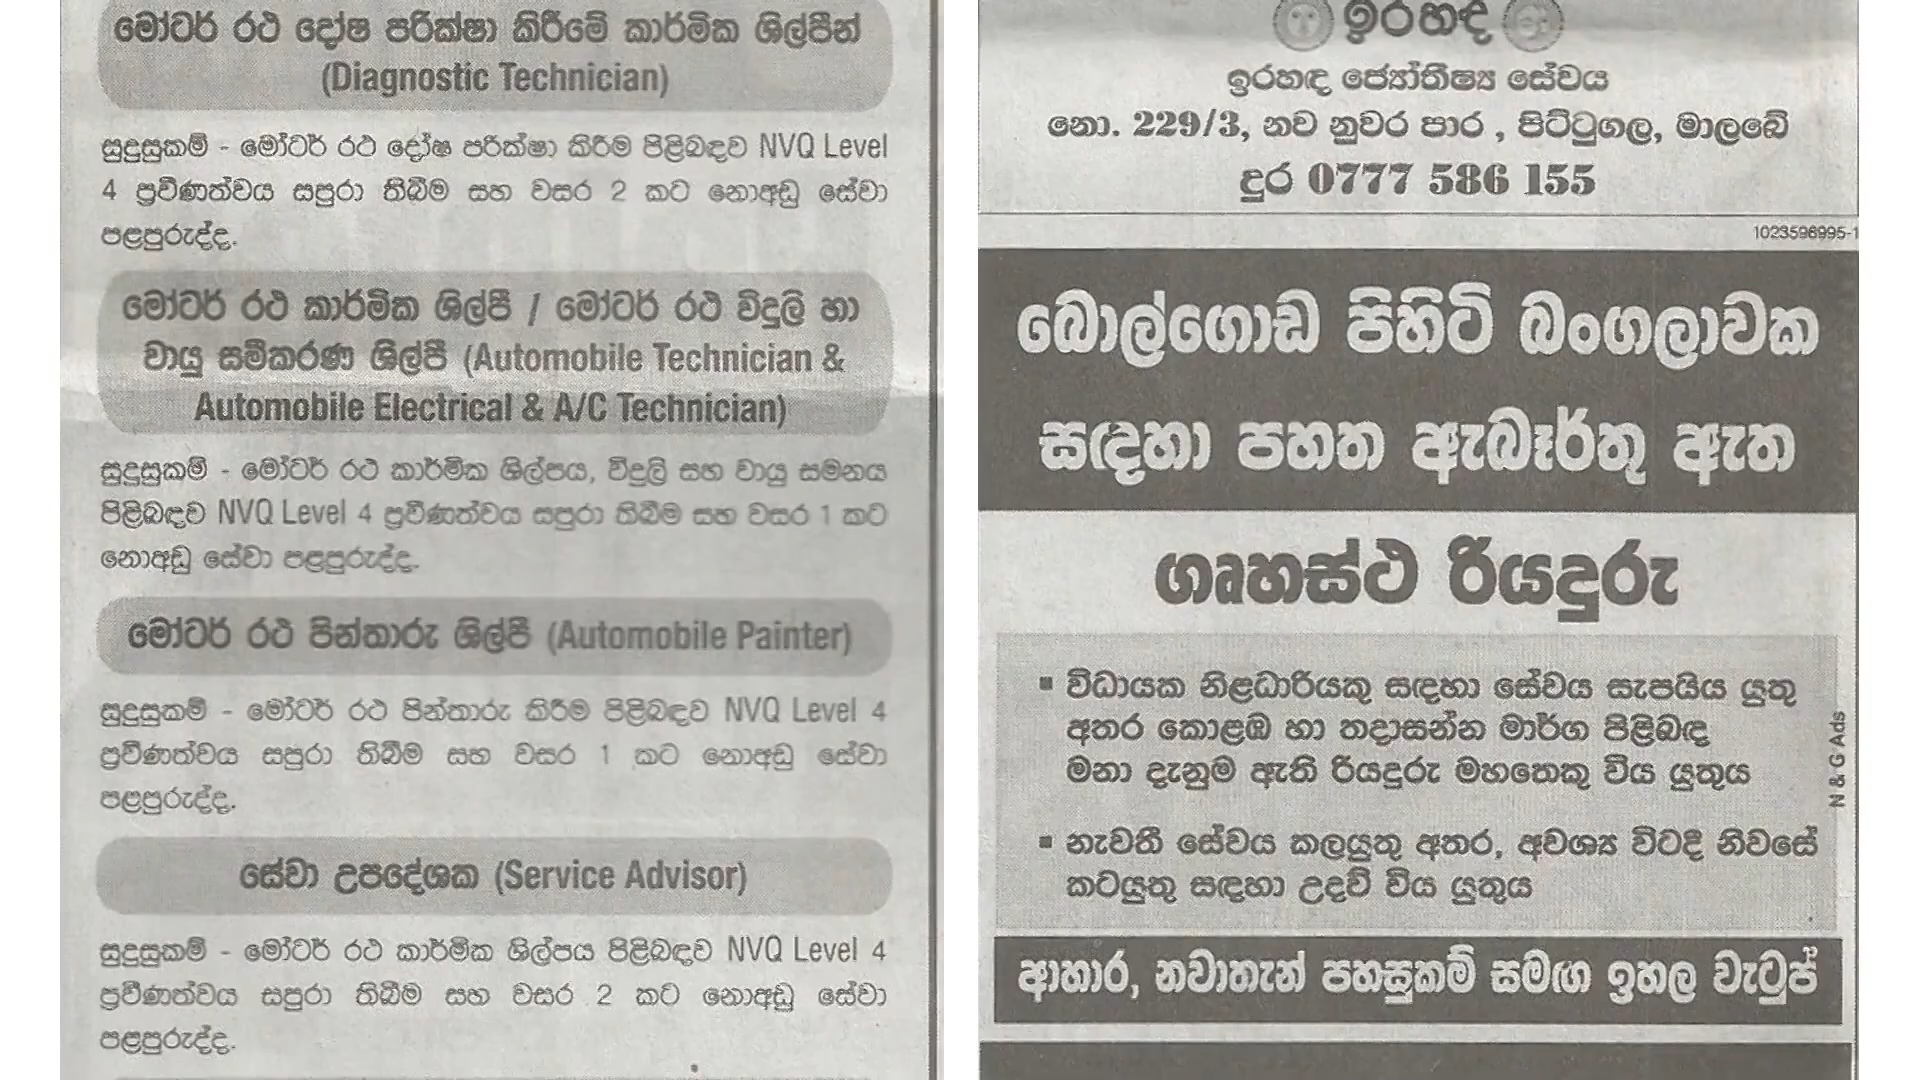 මෝටර් රථ දෝෂ පරික්ෂා කිරීමේ කාර්මික ශිල්පීන්
(Diagnostic Technician)
සුදුසුකම් - මෝටර් රථ දෝෂ පරික්ෂා කිරීම පිළිබඳව NVQ Level
4 ප්‍රවීණත්වය සපුරා තිබීම සහ වසර 2 කට නොඅඩු සේවා
පළපුරුද්ද.
මෝටර් රථ කාර්මික ශිල්පී / මෝටර් රථ විදුලි හා
වායු සමීකරණ ශිල්පී (Automobile Technician &
Automobile Electrical & A/C Technician)
සුදුසුකම් - මෝටර් රථ කාර්මික ශිල්පය, විදුලි සහ වායු සමනය
පිළිබඳව NVQ Level 4 ප්‍රවීණත්වය සපුරා තිබීම සහ වසර 1 කට
නොඅඩු සේවා පළපුරුද්ද.
මෝටර් රථ පින්තාරු ශිල්පී (Automobile Painter)
සුදුසුකම් - මෝටර් රථ පින්තාරු කිරීම පිළිබඳව NVQ Level 4
ප්‍රවීණත්වය සපුරා තිබීම සහ වසර 1 කට නොඅඩු සේවා
පළපුරුද්ද.
සේවා උපදේශක (Service Advisor)
සුදුසුකම් - මෝටර් රථ කාර්මික ශිල්පය පිළිබඳව NVQ Level 4
ප්‍රවීණත්වය සපුරා තිබීම සහ වසර 2 කට නොඅඩු සේවා
පළපුරුද්ද.
ඉරහඳ
ඉරහඳ ජ්‍යෝතිෂ්‍ය සේවය
නො. 229/3, නව නුවර පාර , පිට්ටුගල, මාලබේ
දුර 0777 586 155
1023596995-1
බොල්ගොඩ පිහිටි බංගලාවක
සඳහා පහත ඇබෑර්තු ඇත
ගෘහස්ථ රියදුරු
▪ විධායක නිළධාරියකු සඳහා සේවය සැපයිය යුතු
අතර කොළඹ හා තදාසන්න මාර්ග පිළිබඳ
මනා දැනුම ඇති රියදුරු මහතෙකු විය යුතුය
▪ නැවතී සේවය කලයුතු අතර, අවශ්‍ය විටදී නිවසේ
කටයුතු සඳහා උදව් විය යුතුය
N & G Ads
ආහාර, නවාතැන් පහසුකම් සමඟ ඉහල වැටුප්